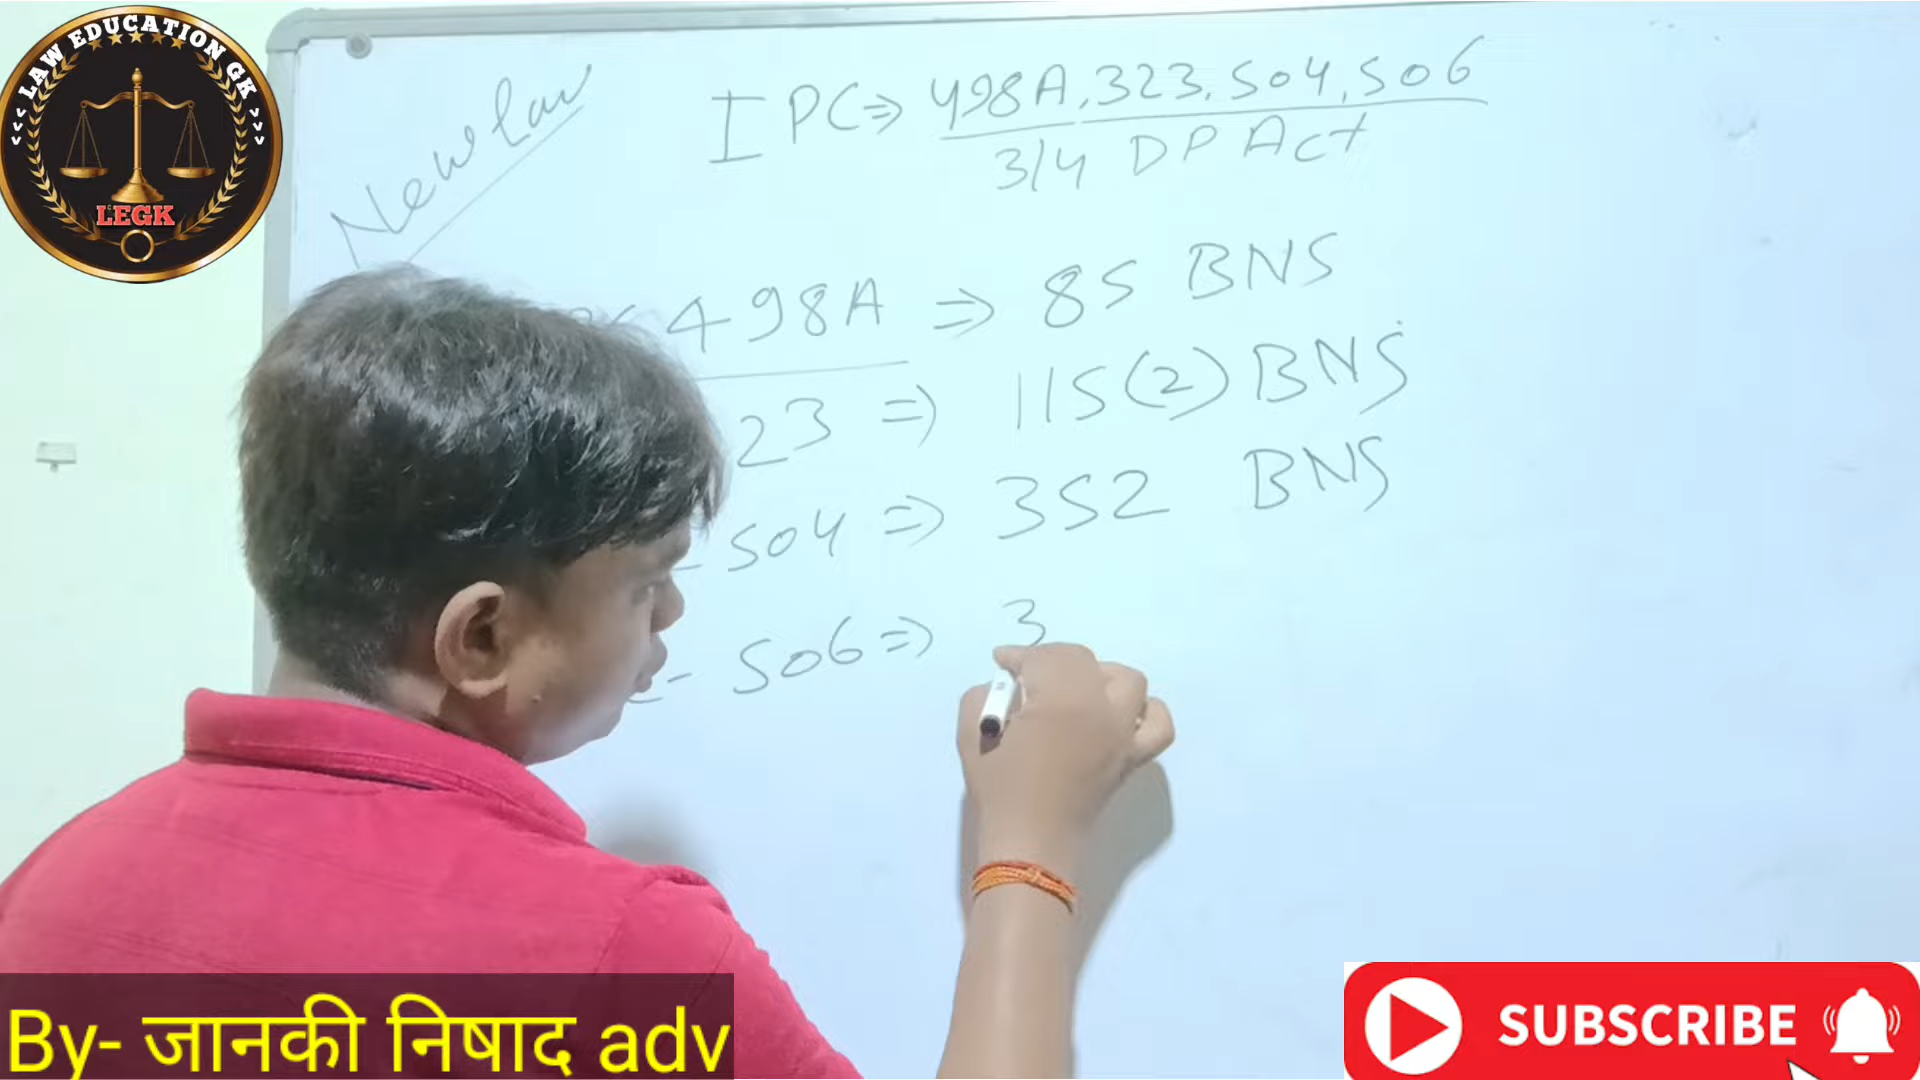 LAW EDUCATION GK
LEGK
New law
IPC⇒ 498A, 323, 504, 506
3/4 DP Act
498A ⇒ 85 BNS
23 ⇒ 115(2) BNS
- 504 ⇒ 352 BNS
- 506 ⇒ 3
By- जानकी निषाद adv
SUBSCRIBE